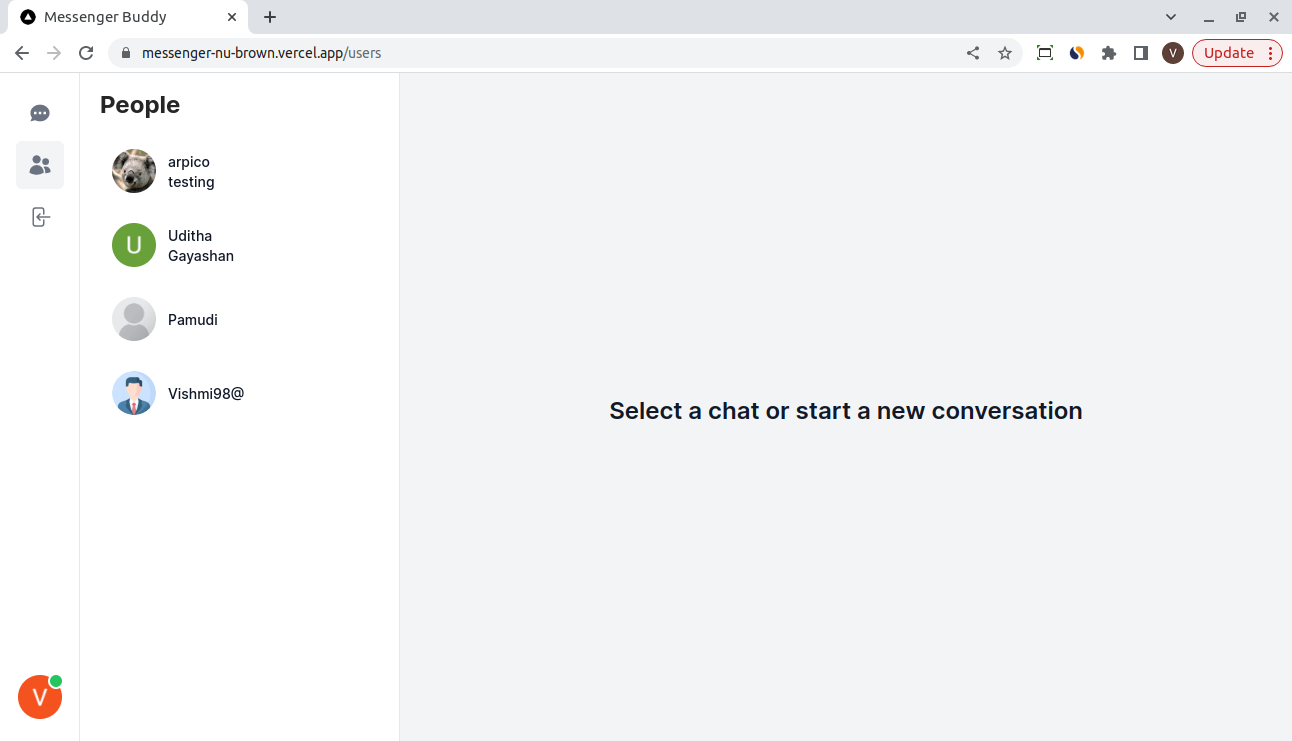 Messenger Buddy
messenger-nu-brown.vercel.app/users
V
Update
People
arpico
testing
U
Uditha
Gayashan
Pamudi
Vishmi98@
Select a chat or start a new conversation
V